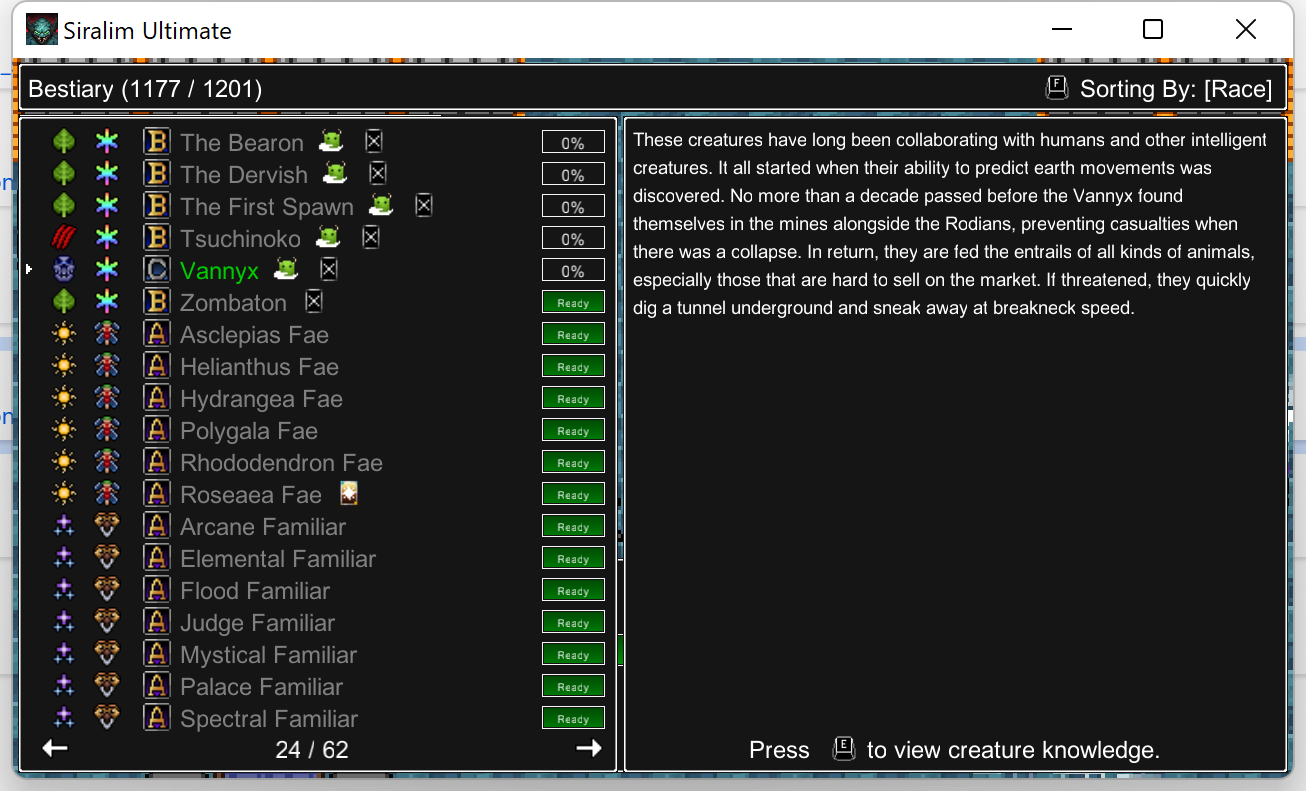 Siralim Ultimate
Bestiary (1177 / 1201)
F Sorting By: [Race]
B The Bearon 0%
B The Dervish 0%
B The First Spawn 0%
B Tsuchinoko 0%
C Vannyx 0%
B Zombaton Ready
A Asclepias Fae Ready
A Helianthus Fae Ready
A Hydrangea Fae Ready
A Polygala Fae Ready
A Rhododendron Fae Ready
A Roseaea Fae Ready
A Arcane Familiar Ready
A Elemental Familiar Ready
A Flood Familiar Ready
A Judge Familiar Ready
A Mystical Familiar Ready
A Palace Familiar Ready
A Spectral Familiar Ready
24 / 62
These creatures have long been collaborating with humans and other intelligent
creatures. It all started when their ability to predict earth movements was
discovered. No more than a decade passed before the Vannyx found
themselves in the mines alongside the Rodians, preventing casualties when
there was a collapse. In return, they are fed the entrails of all kinds of animals,
especially those that are hard to sell on the market. If threatened, they quickly
dig a tunnel underground and sneak away at breakneck speed.
Press E to view creature knowledge.